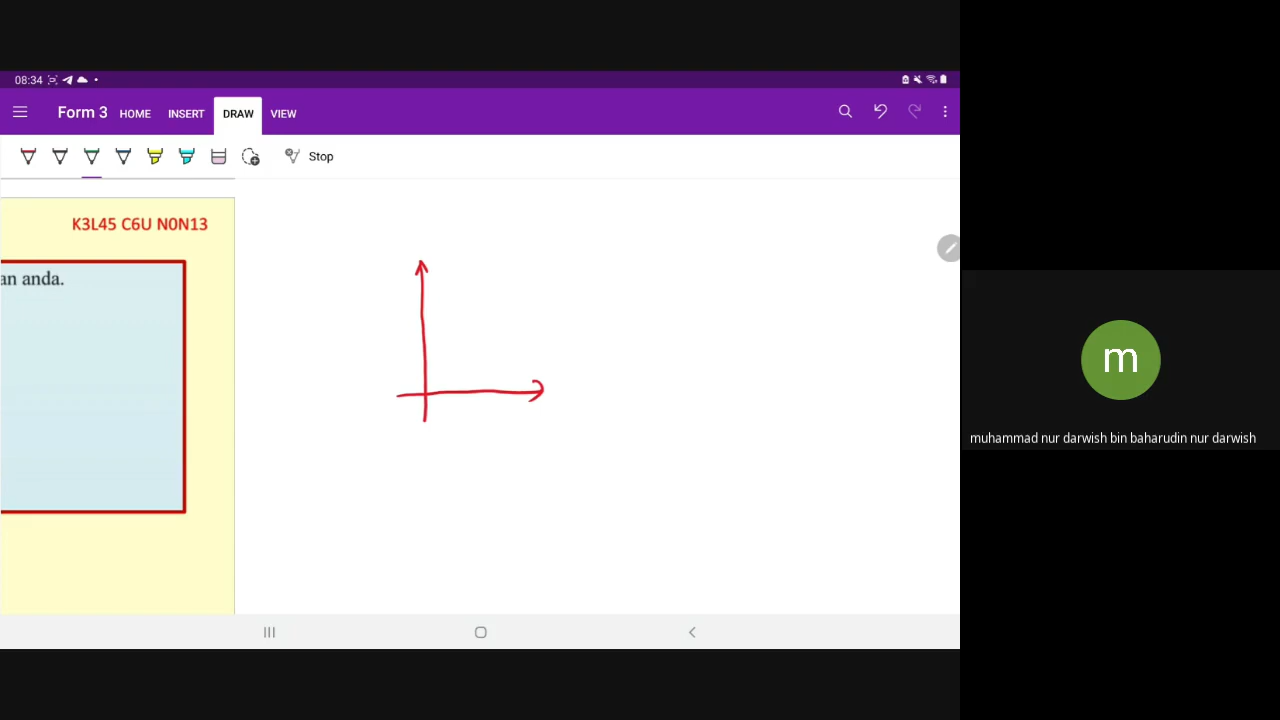 08:34
Form 3 HOME INSERT DRAW VIEW
Stop
K3L45 C6U N0N13
an anda.
m
muhammad nur darwish bin baharudin nur darwish